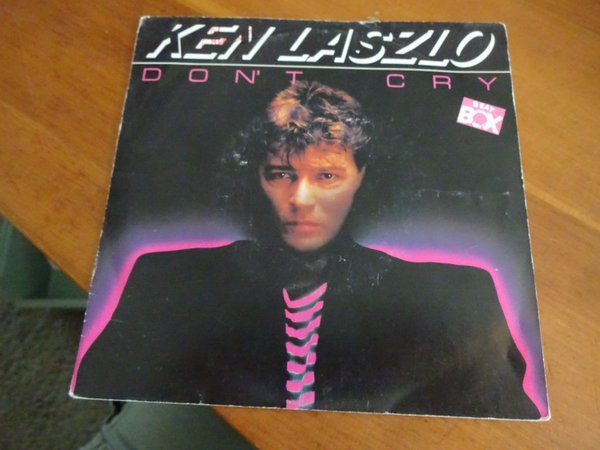 KEN LASZLO
DON'T CRY
BEAT
BOX